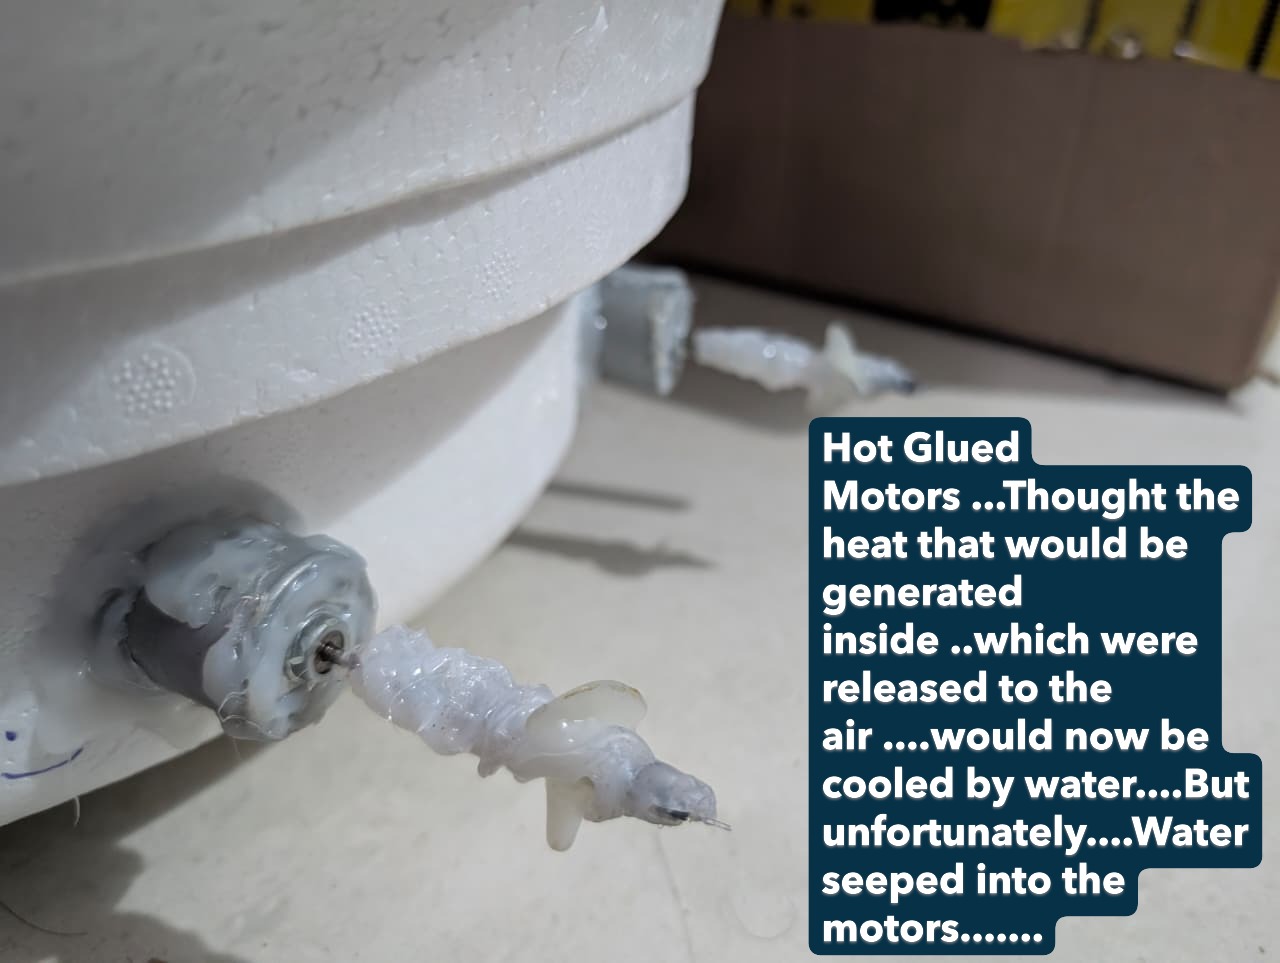 Hot Glued
Motors ...Thought the
heat that would be
generated
inside ..which were
released to the
air ....would now be
cooled by water....But
unfortunately....Water
seeped into the
motors.......